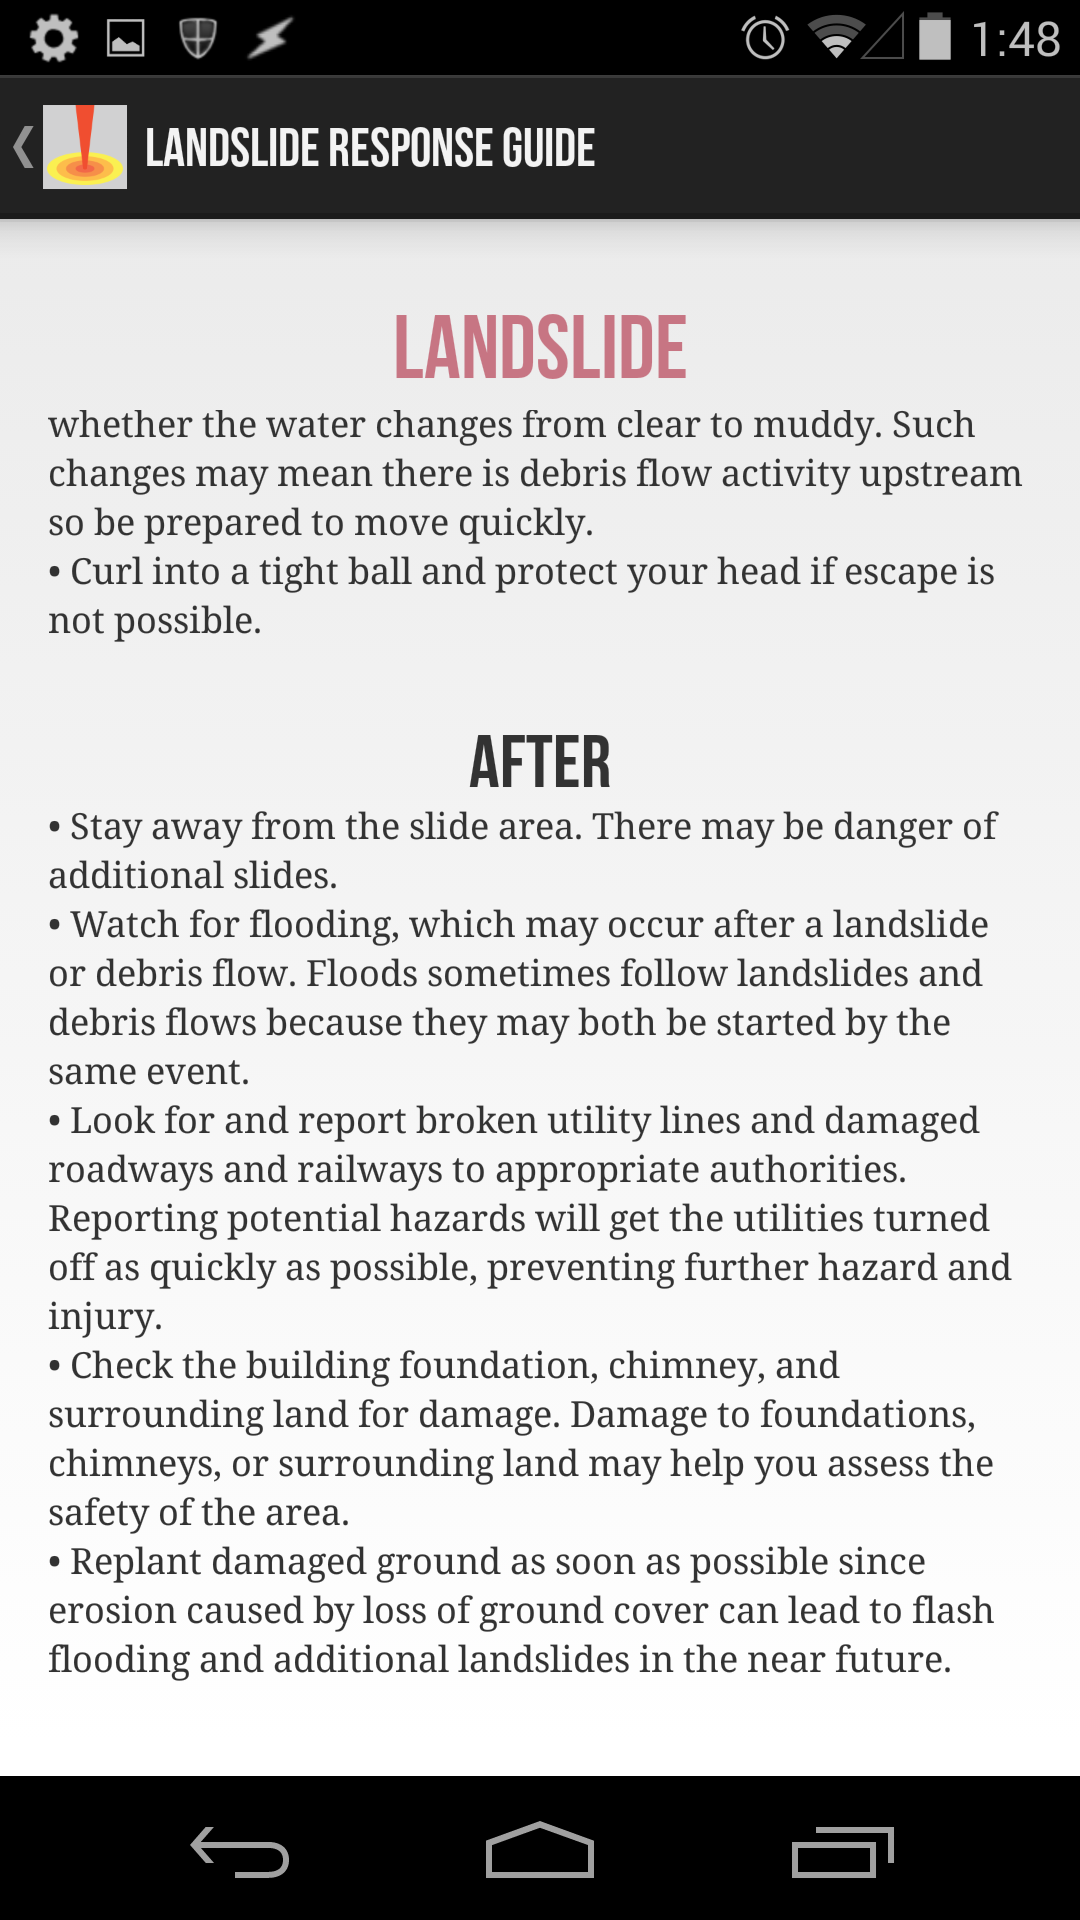 1:48
LANDSLIDE RESPONSE GUIDE
LANDSLIDE
whether the water changes from clear to muddy. Such
changes may mean there is debris flow activity upstream
so be prepared to move quickly.
• Curl into a tight ball and protect your head if escape is
not possible.
AFTER
• Stay away from the slide area. There may be danger of
additional slides.
• Watch for flooding, which may occur after a landslide
or debris flow. Floods sometimes follow landslides and
debris flows because they may both be started by the
same event.
• Look for and report broken utility lines and damaged
roadways and railways to appropriate authorities.
Reporting potential hazards will get the utilities turned
off as quickly as possible, preventing further hazard and
injury.
• Check the building foundation, chimney, and
surrounding land for damage. Damage to foundations,
chimneys, or surrounding land may help you assess the
safety of the area.
• Replant damaged ground as soon as possible since
erosion caused by loss of ground cover can lead to flash
flooding and additional landslides in the near future.